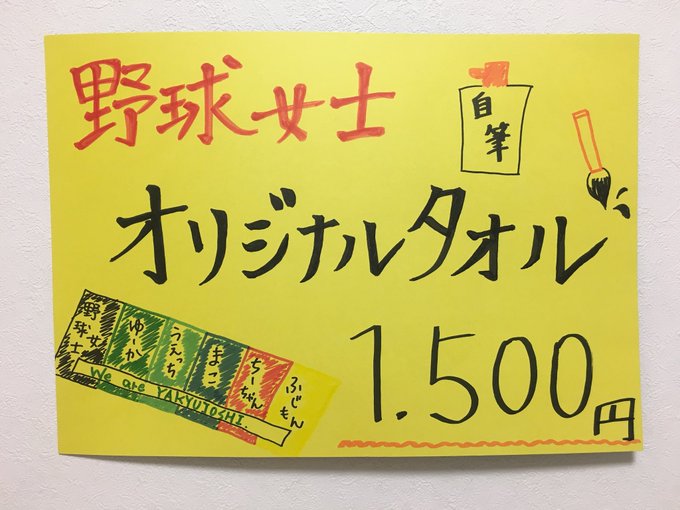 野球女士
自筆
オリジナルタオル
野球女士
ゆーか
うえっち
まこ
ちーちゃん
ふじもん
We are YAKYUJOSHI.
1.500円